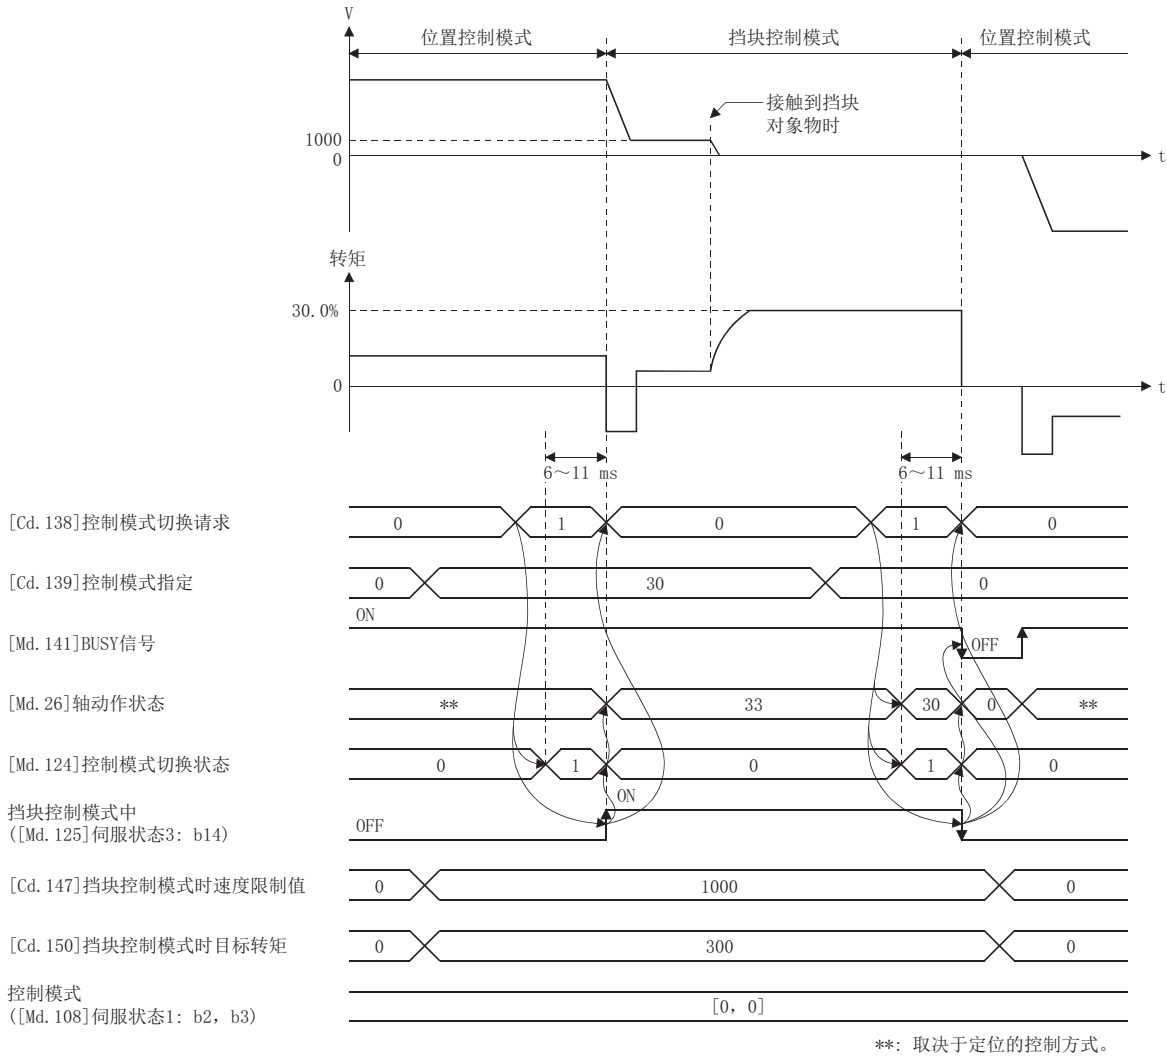 V
位置控制模式 挡块控制模式 位置控制模式
接触到挡块
对象物时
1000
0
t
转矩
30.0%
0
t
6～11 ms 6～11 ms
[Cd.138]控制模式切换请求 0 1 0 1 0
[Cd.139]控制模式指定 0 30 0
ON
[Md.141]BUSY信号 OFF
[Md.26]轴动作状态 ** 33 30 0 **
[Md.124]控制模式切换状态 0 1 0 1 0
ON
挡块控制模式中
([Md.125]伺服状态3: b14) OFF
[Cd.147]挡块控制模式时速度限制值 0 1000 0
[Cd.150]挡块控制模式时目标转矩 0 300 0
控制模式
([Md.108]伺服状态1: b2，b3) [0，0]
**: 取决于定位的控制方式。